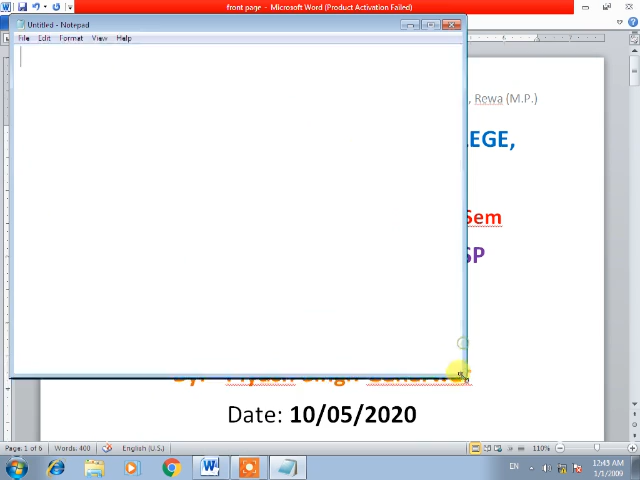 front page - Microsoft Word (Product Activation Failed)
Untitled - Notepad
File Edit Format View Help
, Rewa (M.P.)
LEGE,
Sem
SP
Date: 10/05/2020
Page: 1 of 6 Words: 400 English (U.S.) 110%
EN 12:43 AM
1/1/2009